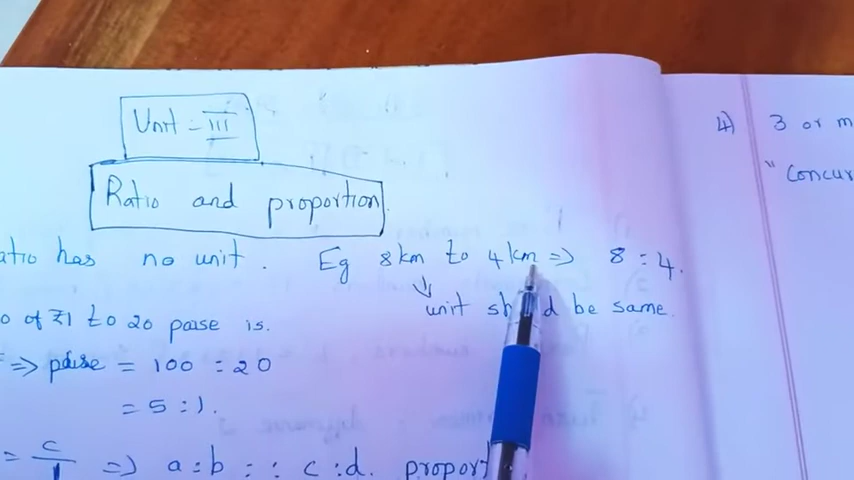 Unit - III
Ratio and proportion
atio has no unit. Eg 8km to 4km => 8 : 4.
unit should be same.
o of ₹1 to 20 paise is.
=> paise = 100 : 20
= 5 : 1.
= c => a : b : : c : d. proport
4) 3 or m
" Concur